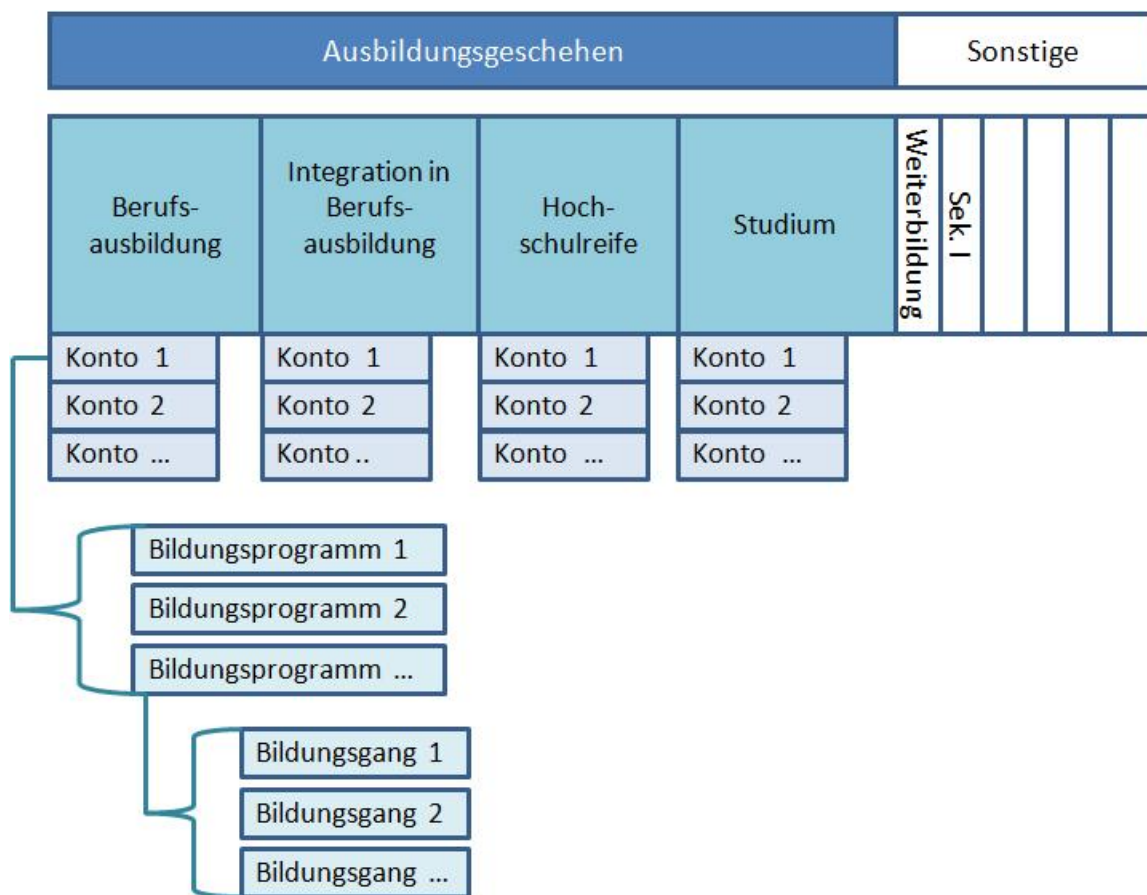 Ausbildungsgeschehen
Sonstige
Berufs-
ausbildung
Integration in
Berufs-
ausbildung
Hoch-
schulreife
Studium
Weiterbildung
Sek. I
Konto 1
Konto 2
Konto ...
Konto 1
Konto 2
Konto ..
Konto 1
Konto 2
Konto ...
Konto 1
Konto 2
Konto ...
Bildungsprogramm 1
Bildungsprogramm 2
Bildungsprogramm ...
Bildungsgang 1
Bildungsgang 2
Bildungsgang ...